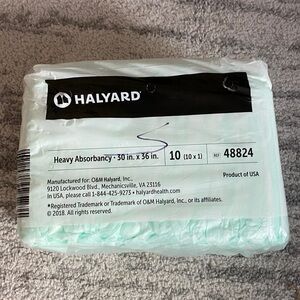 HALYARD
S
Heavy Absorbancy · 30 in. x 36 in. 10 (10 x 1) REF 48824
Manufactured for: O&M Halyard, Inc., Product of USA
9120 Lockwood Blvd., Mechanicsville, VA 23116
In USA, please call 1-844-425-9273 • halyardhealth.com
*Registered Trademark or Trademark of O&M Halyard, Inc., or its affiliates.
© 2018. All rights reserved.